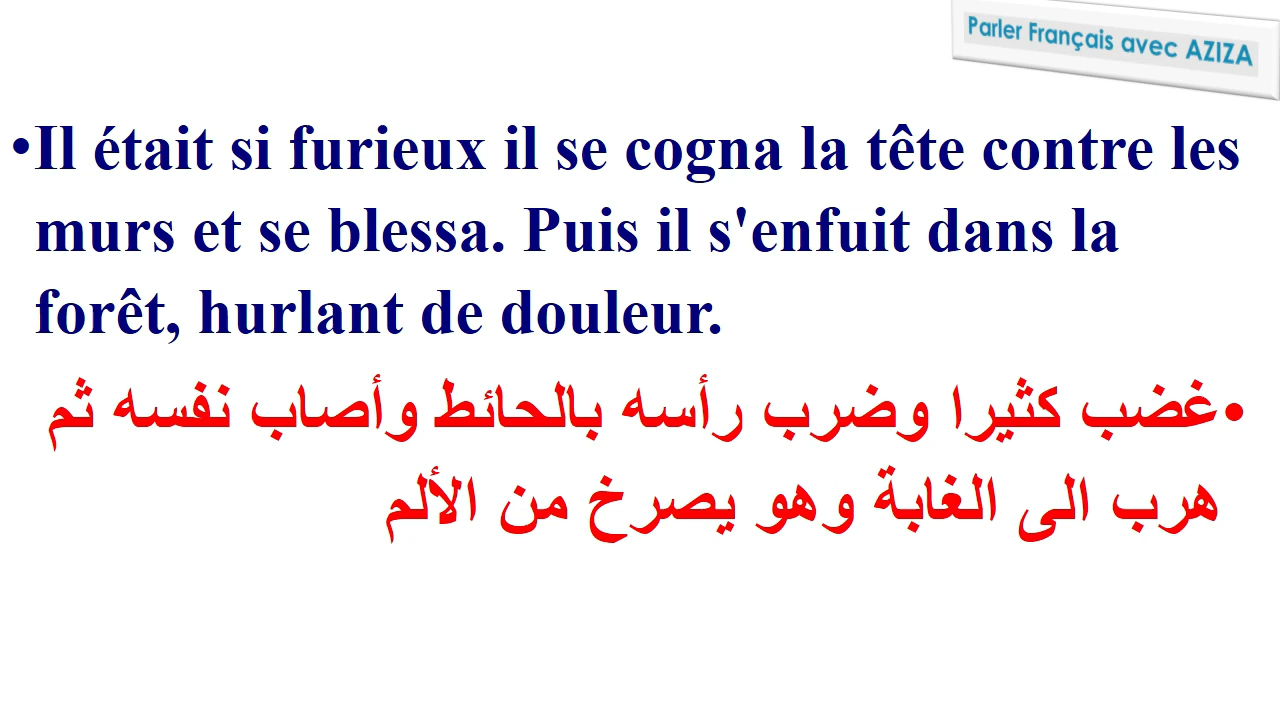 Parler Français avec AZIZA
•Il était si furieux il se cogna la tête contre les
murs et se blessa. Puis il s'enfuit dans la
forêt, hurlant de douleur.
•غضب كثيرا وضرب رأسه بالحائط وأصاب نفسه ثم
هرب الى الغابة وهو يصرخ من الألم